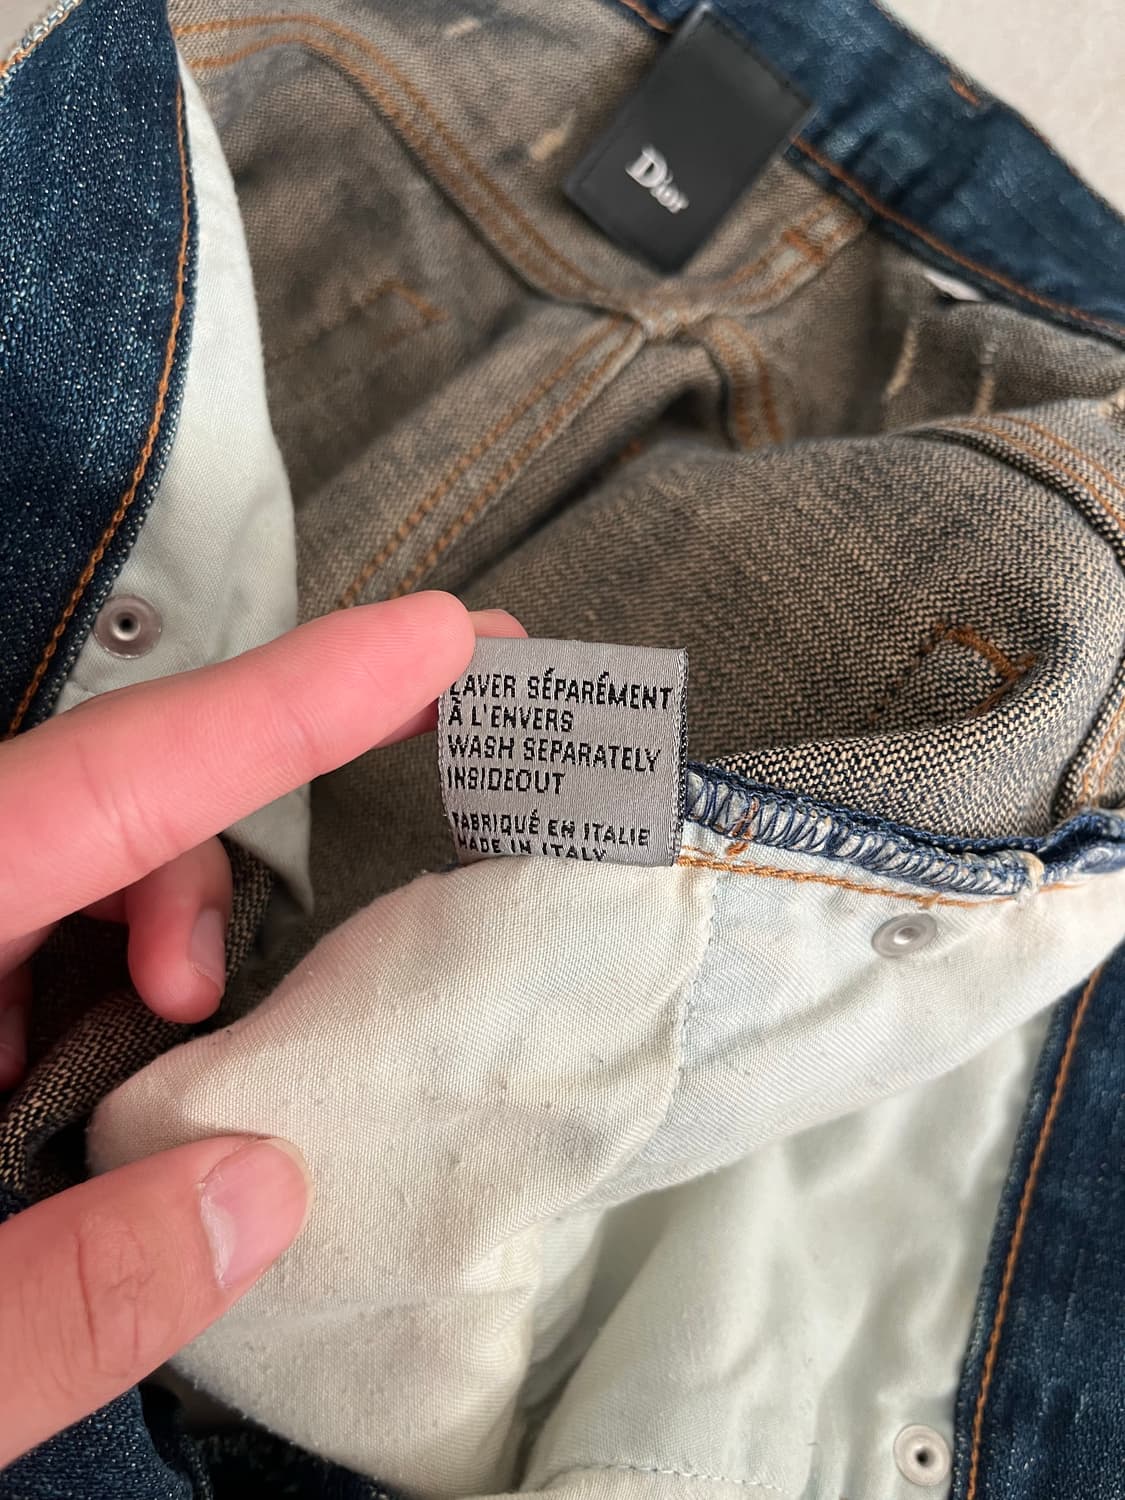 Dior
LAVER SÉPARÉMENT
À L'ENVERS
WASH SEPARATELY
INSIDEOUT
FABRIQUÉ EN ITALIE
MADE IN ITALY